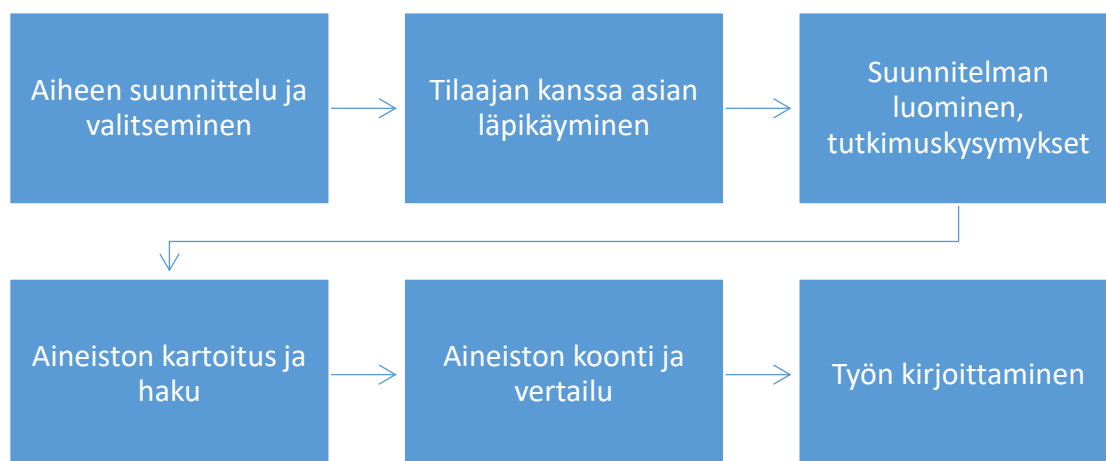 Aiheen suunnittelu ja
valitseminen
Tilaajan kanssa asian
läpikäyminen
Suunnitelman
luominen,
tutkimuskysymykset
Aineiston kartoitus ja
haku
Aineiston koonti ja
vertailu
Työn kirjoittaminen